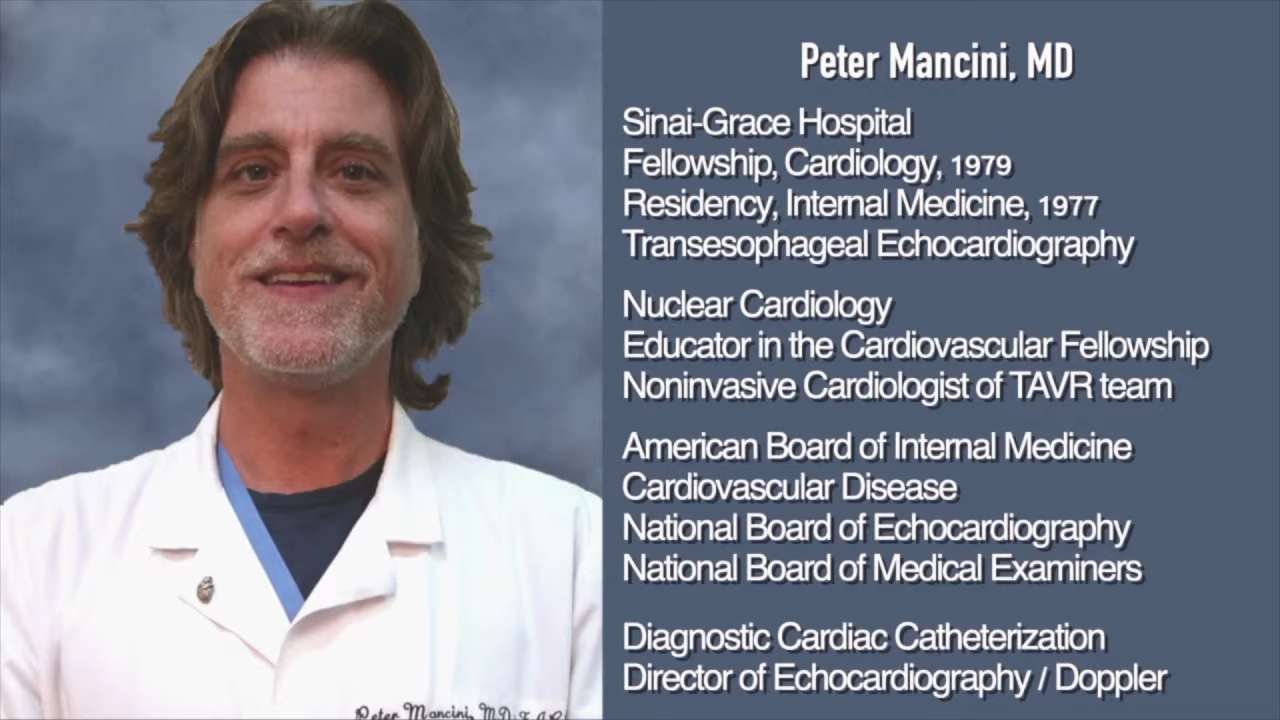 Peter Mancini, MD
Sinai-Grace Hospital
Fellowship, Cardiology, 1979
Residency, Internal Medicine, 1977
Transesophageal Echocardiography
Nuclear Cardiology
Educator in the Cardiovascular Fellowship
Noninvasive Cardiologist of TAVR team
American Board of Internal Medicine
Cardiovascular Disease
National Board of Echocardiography
National Board of Medical Examiners
Diagnostic Cardiac Catheterization
Director of Echocardiography / Doppler
Peter Mancini, M.D.